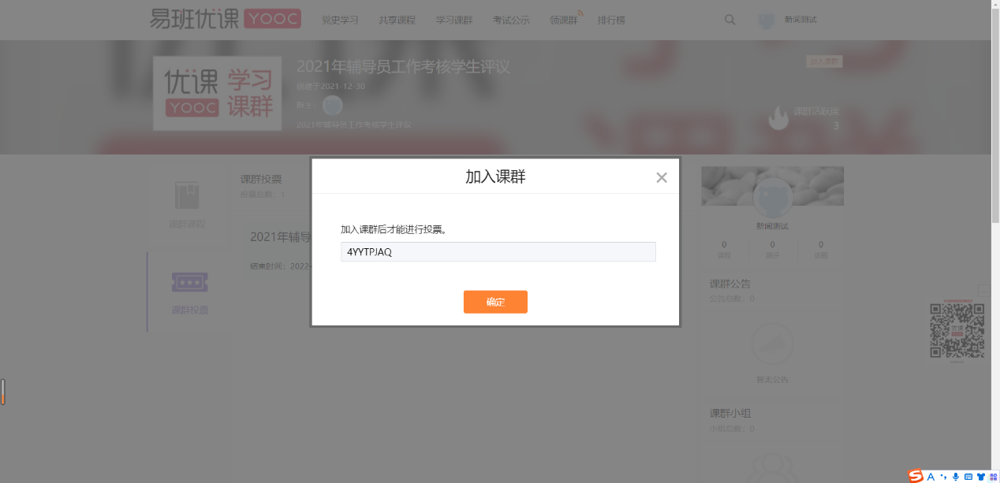 易班优课 YOOC 党史学习 共享课程 学习课群 考试公示 领课群 排行榜 新闻测试
优课 YOOC 学习课群
2021年辅导员工作考核学生评议
创建于2021-12-30
群主：
2021年辅导员工作考核学生评议
加入课群
课群活跃度
3
课群课程
课群投票
课群投票
投票总数：1
2021年辅导
结束时间：2022-
加入课群
加入课群后才能进行投票。
4YYTPJAQ
确定
新闻测试
0 0 0
课程
话题
课群公告
公告总数：0
暂无公告
课群小组
小组总数：0
优课